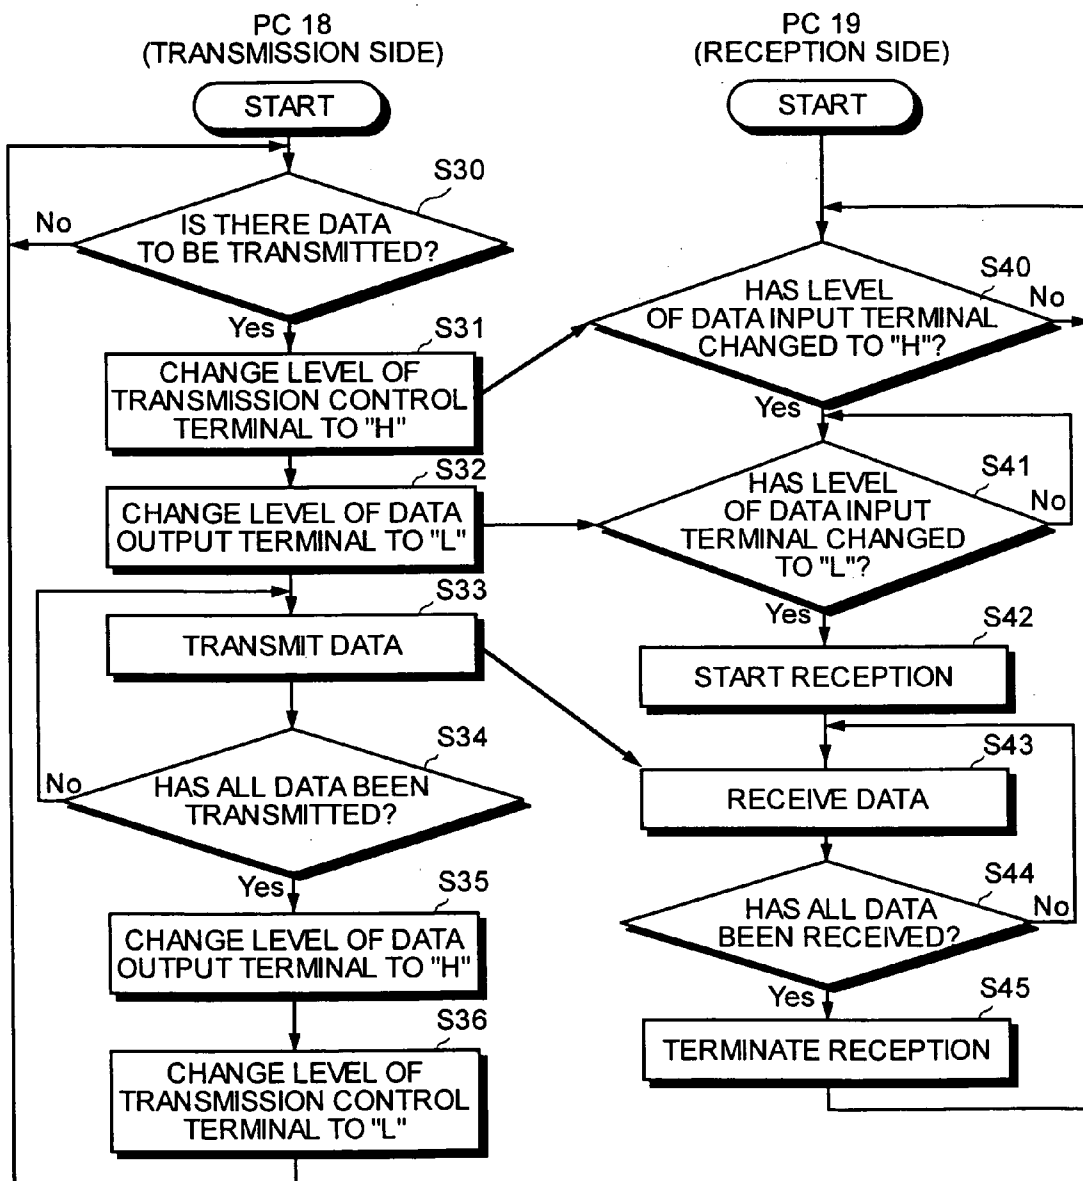 PC 18
(TRANSMISSION SIDE)
START
S30
No
IS THERE DATA
TO BE TRANSMITTED?
Yes
S31
CHANGE LEVEL OF
TRANSMISSION CONTROL
TERMINAL TO "H"
S32
CHANGE LEVEL OF DATA
OUTPUT TERMINAL TO "L"
S33
TRANSMIT DATA
S34
No
HAS ALL DATA BEEN
TRANSMITTED?
Yes
S35
CHANGE LEVEL OF DATA
OUTPUT TERMINAL TO "H"
S36
CHANGE LEVEL OF
TRANSMISSION CONTROL
TERMINAL TO "L"
PC 19
(RECEPTION SIDE)
START
S40
HAS LEVEL
OF DATA INPUT TERMINAL
CHANGED TO "H"?
No
Yes
S41
HAS LEVEL
OF DATA INPUT
TERMINAL CHANGED
TO "L"?
No
Yes
S42
START RECEPTION
S43
RECEIVE DATA
S44
HAS ALL DATA
BEEN RECEIVED?
No
Yes
S45
TERMINATE RECEPTION